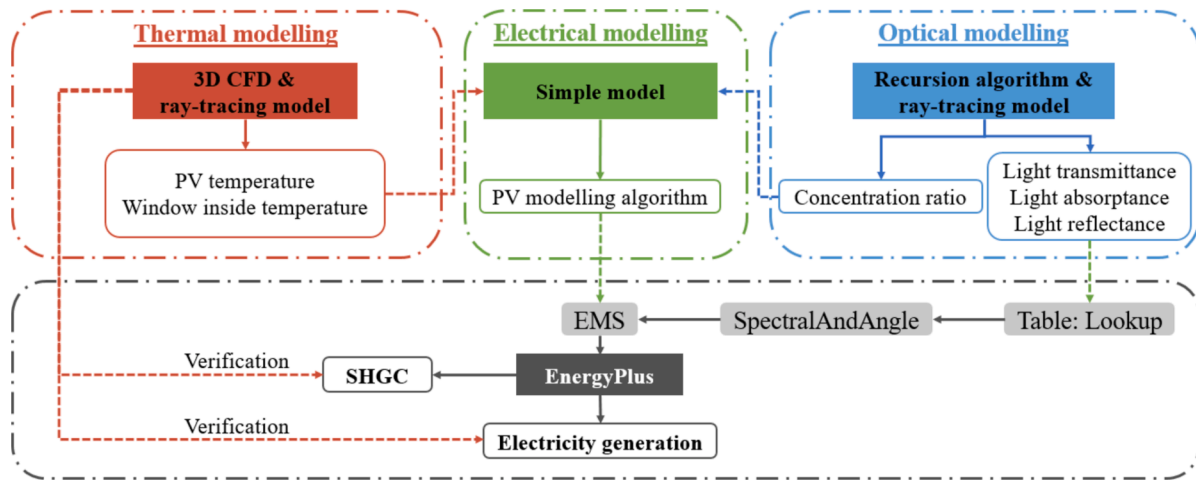 Thermal modelling
3D CFD &
ray-tracing model
PV temperature
Window inside temperature
Electrical modelling
Simple model
PV modelling algorithm
Optical modelling
Recursion algorithm &
ray-tracing model
Concentration ratio
Light transmittance
Light absorptance
Light reflectance
EMS
SpectralAndAngle
Table: Lookup
Verification
SHGC
EnergyPlus
Verification
Electricity generation